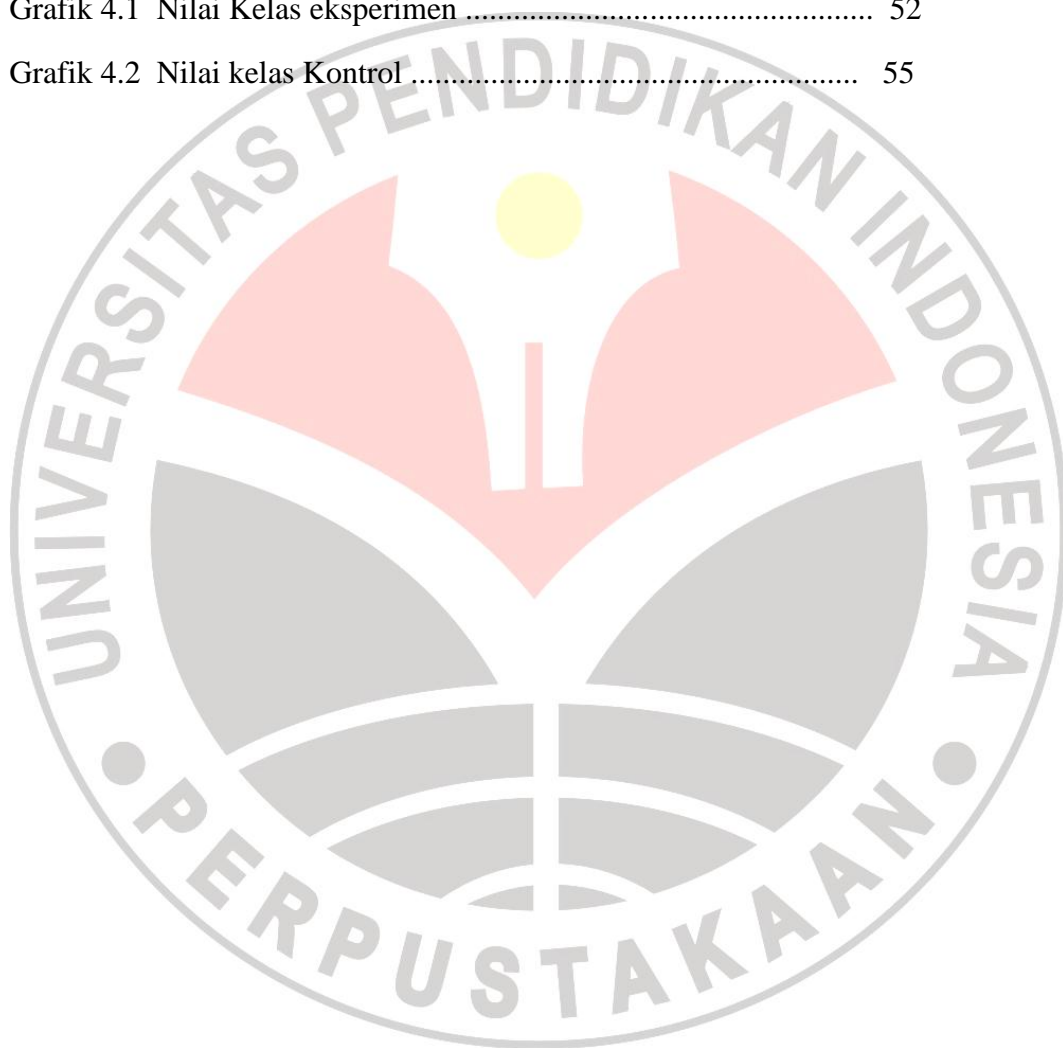 Grafik 4.1 Nilai Kelas eksperimen ................................................... 52
Grafik 4.2 Nilai kelas Kontrol ........................................................ 55
UNIVERSITAS PENDIDIKAN INDONESIA
PERPUSTAKAAN